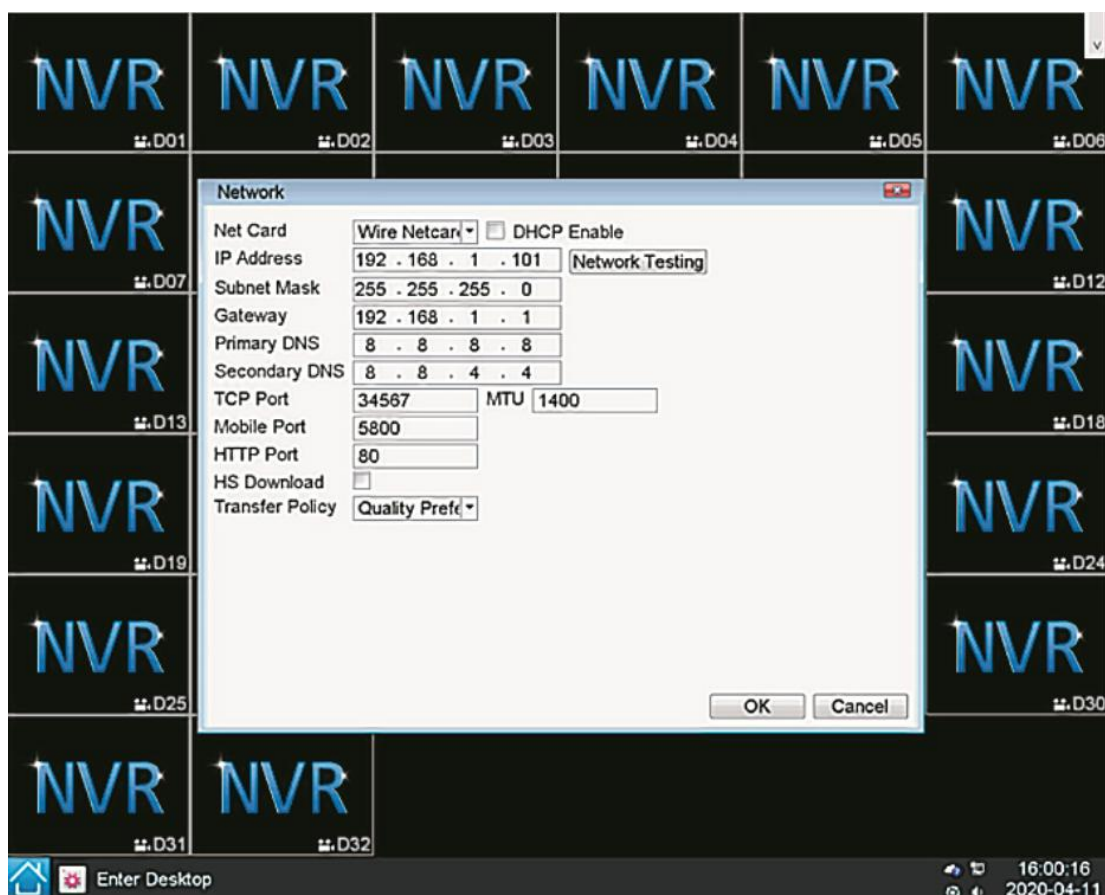 NVR NVR NVR NVR NVR NVR
D01 D02 D03 D04 D05 D06
NVR NVR
D07 D12
Network
Net Card Wire Netcar DHCP Enable
IP Address 192 . 168 . 1 . 101 Network Testing
Subnet Mask 255 . 255 . 255 . 0
Gateway 192 . 168 . 1 . 1
Primary DNS 8 . 8 . 8 . 8
Secondary DNS 8 . 8 . 4 . 4
TCP Port 34567 MTU 1400
Mobile Port 5800
HTTP Port 80
HS Download
Transfer Policy Quality Prefe
OK Cancel
NVR NVR
D13 D18
NVR NVR
D19 D24
NVR NVR
D25 D30
NVR NVR
D31 D32
Enter Desktop
16:00:16
2020-04-11